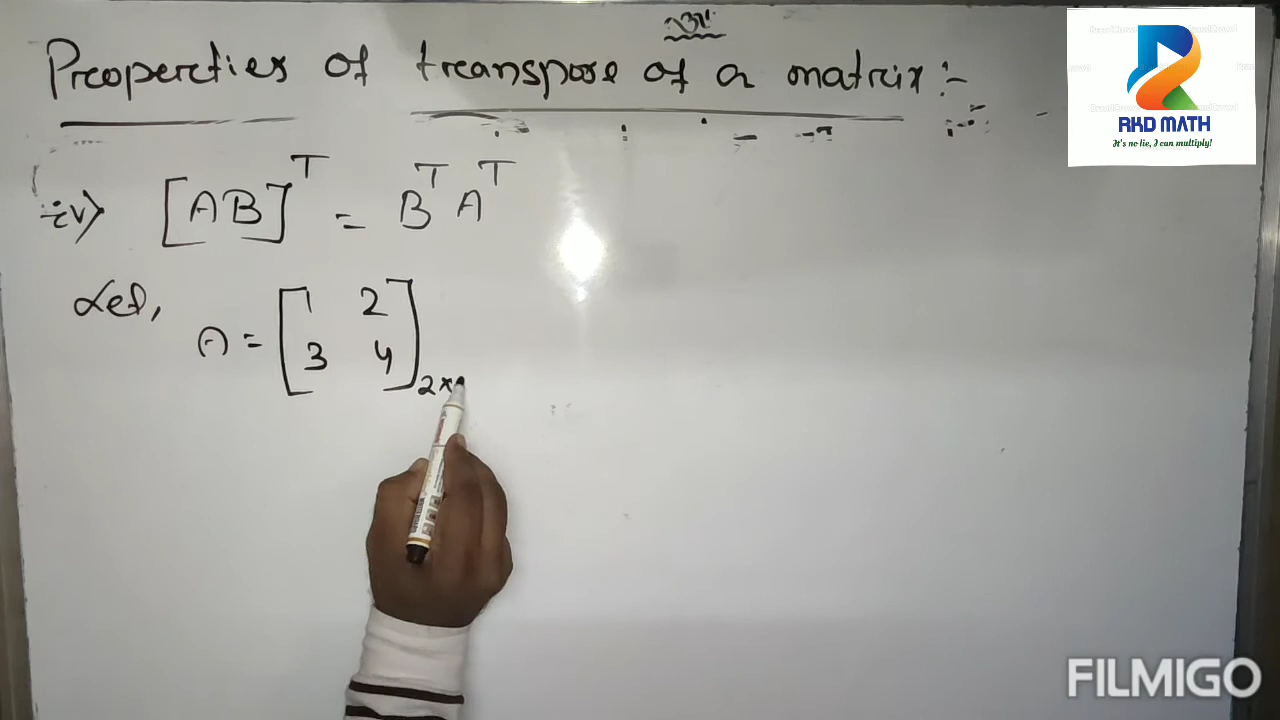 Properties of transpose of a matrix :-
iv) [AB]^T = B^T A^T
Let,
A = [1 2
3 4] 2×
RKD MATH
It's no lie, I can multiply!
FILMIGO